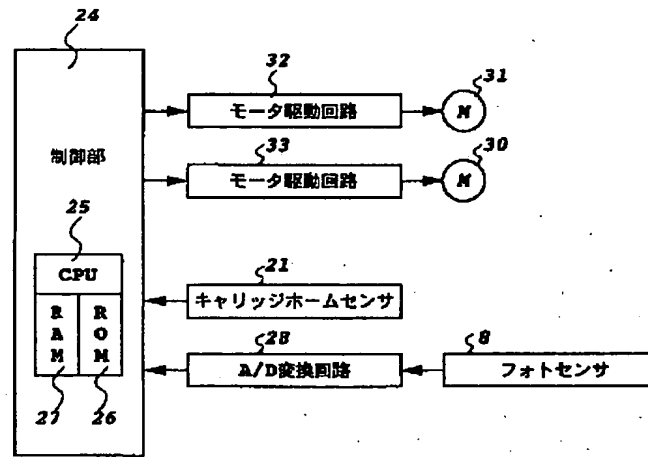 24
32
31
モータ駆動回路
M
制御部
33
30
モータ駆動回路
M
25
CPU
RAM
ROM
21
キャリッジホームセンサ
28
8
A/D変換回路
フォトセンサ
27
26